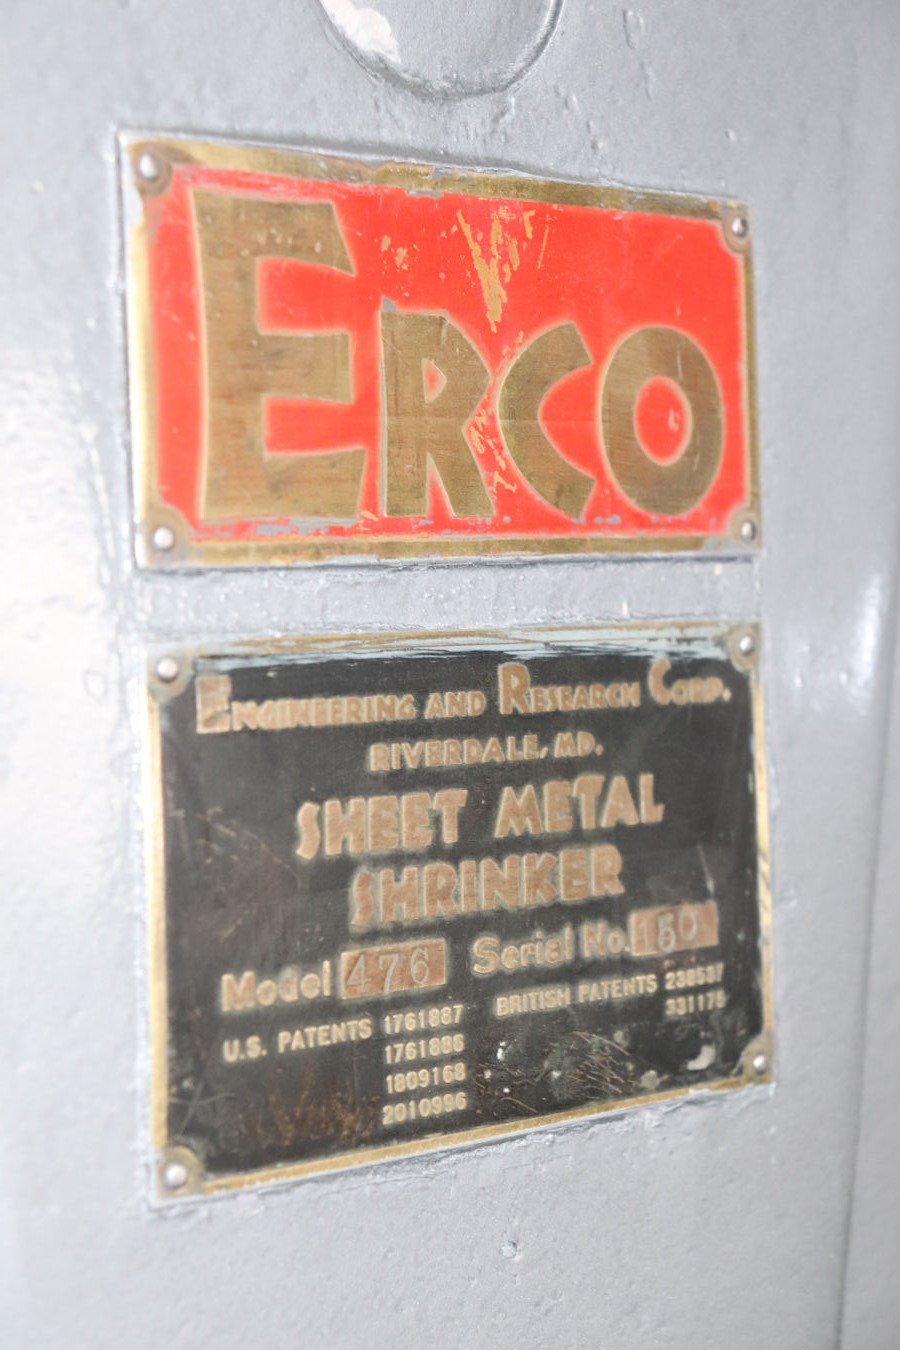 ERCO
ENGINEERING AND RESEARCH CORP.
RIVERDALE, MD.
SHEET METAL
SHRINKER
Model 476 Serial No. 150
U.S. PATENTS 1761887 BRITISH PATENTS
1761886 331175
1809168
2010996